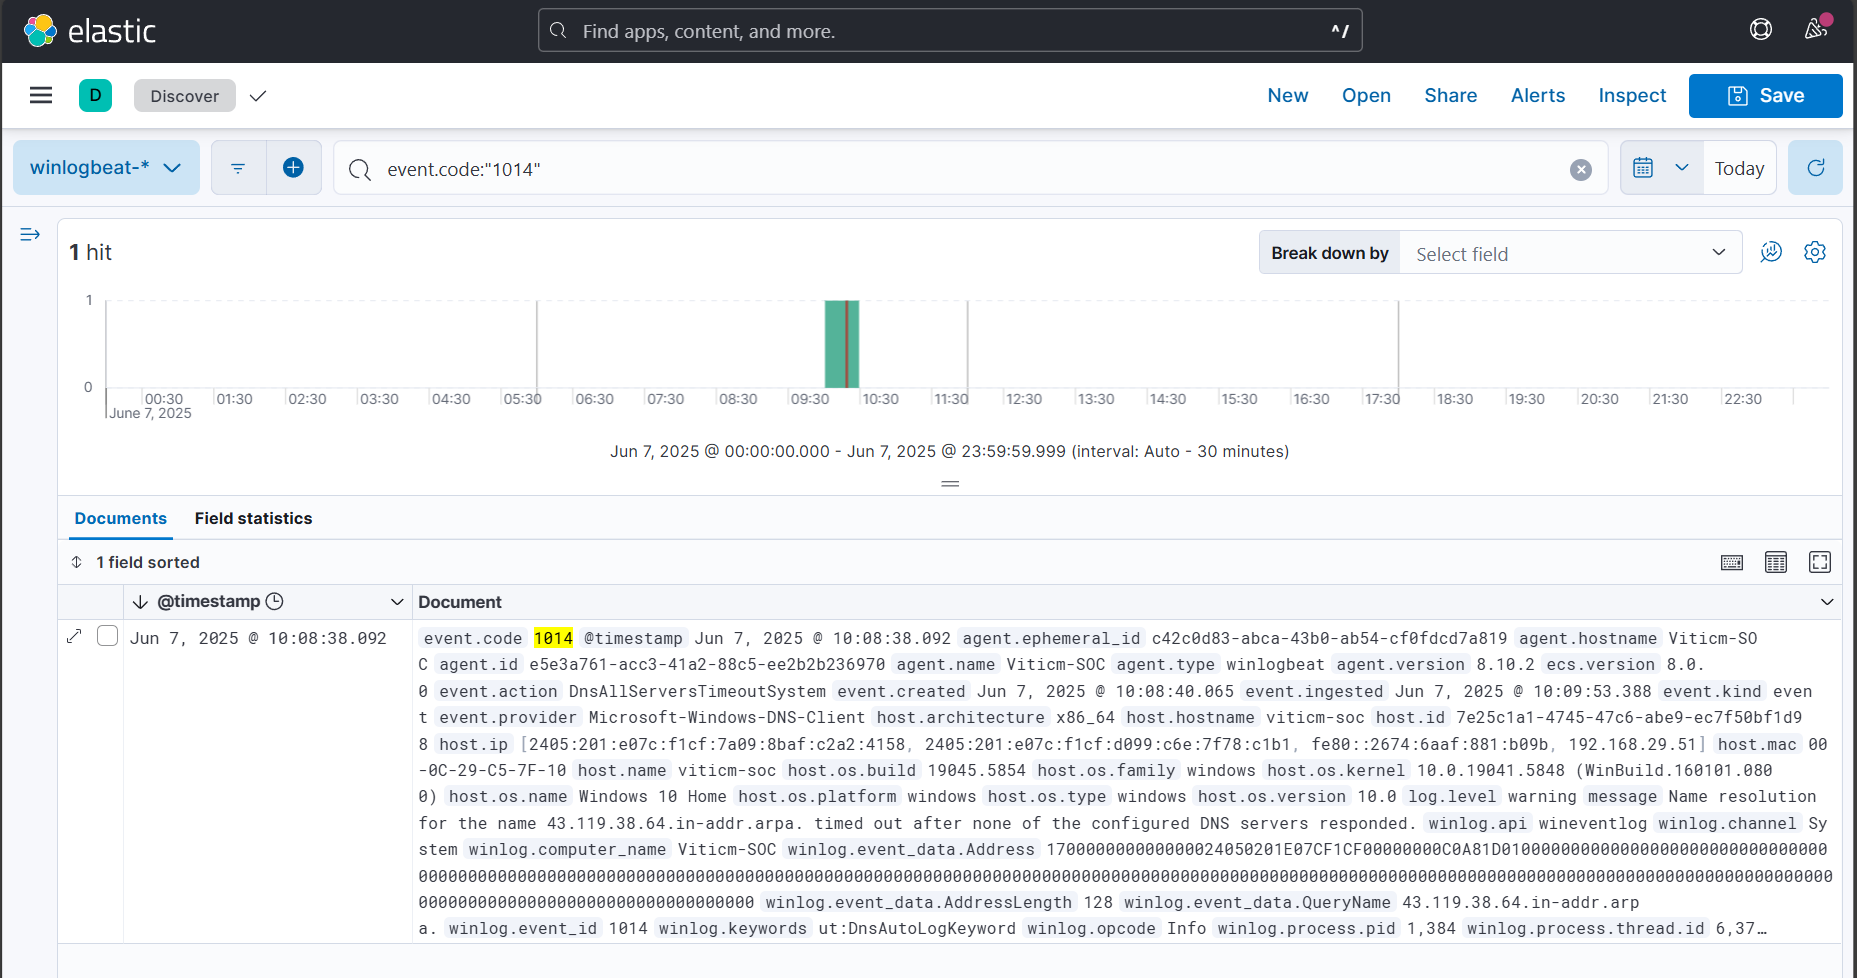 elastic
Find apps, content, and more.
^/
D
Discover
New
Open
Share
Alerts
Inspect
Save
winlogbeat-*
event.code:"1014"
Today
1 hit
Break down by
Select field
1
0
00:30 01:30 02:30 03:30 04:30 05:30 06:30 07:30 08:30 09:30 10:30 11:30 12:30 13:30 14:30 15:30 16:30 17:30 18:30 19:30 20:30 21:30 22:30
June 7, 2025
Jun 7, 2025 @ 00:00:00.000 - Jun 7, 2025 @ 23:59:59.999 (interval: Auto - 30 minutes)
Documents
Field statistics
1 field sorted
@timestamp
Document
Jun 7, 2025 @ 10:08:38.092
event.code 1014 @timestamp Jun 7, 2025 @ 10:08:38.092 agent.ephemeral_id c42c0d83-abca-43b0-ab54-cf0fdcd7a819 agent.hostname Viticm-SO
C agent.id e5e3a761-acc3-41a2-88c5-ee2b2b236970 agent.name Viticm-SOC agent.type winlogbeat agent.version 8.10.2 ecs.version 8.0.
0 event.action DnsAllServersTimeoutSystem event.created Jun 7, 2025 @ 10:08:40.065 event.ingested Jun 7, 2025 @ 10:09:53.388 event.kind even
t event.provider Microsoft-Windows-DNS-Client host.architecture x86_64 host.hostname viticm-soc host.id 7e25c1a1-4745-47c6-abe9-ec7f50bf1d9
8 host.ip [2405:201:e07c:f1cf:7a09:8baf:c2a2:4158, 2405:201:e07c:f1cf:d099:c6e:7f78:c1b1, fe80::2674:6aaf:881:b09b, 192.168.29.51] host.mac 00
-0C-29-C5-7F-10 host.name viticm-soc host.os.build 19045.5854 host.os.family windows host.os.kernel 10.0.19041.5848 (WinBuild.160101.080
0) host.os.name Windows 10 Home host.os.platform windows host.os.type windows host.os.version 10.0 log.level warning message Name resolution
for the name 43.119.38.64.in-addr.arpa. timed out after none of the configured DNS servers responded. winlog.api wineventlog winlog.channel Sy
stem winlog.computer_name Viticm-SOC winlog.event_data.Address
winlog.event_data.AddressLength 128 winlog.event_data.QueryName 43.119.38.64.in-addr.arp
a. winlog.event_id 1014 winlog.keywords ut:DnsAutoLogKeyword winlog.opcode Info winlog.process.pid 1,384 winlog.process.thread.id 6,37…